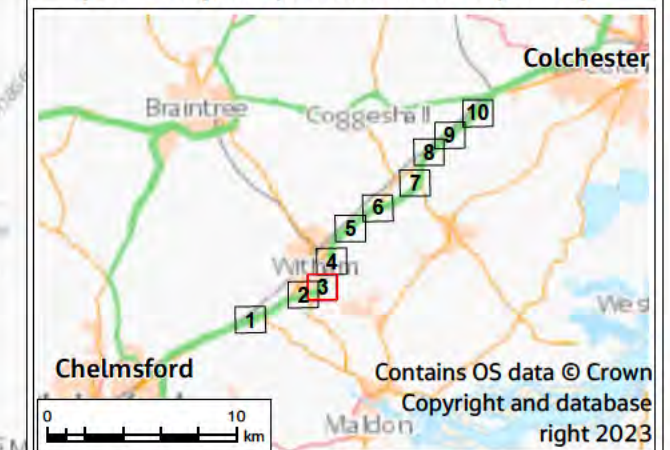 Colchester
Braintree
Coggeshall
10
9
8
7
6
5
4
Witham
3
2
1
West
Chelmsford
Contains OS data © Crown
Copyright and database
right 2023
Maldon
0 10
km